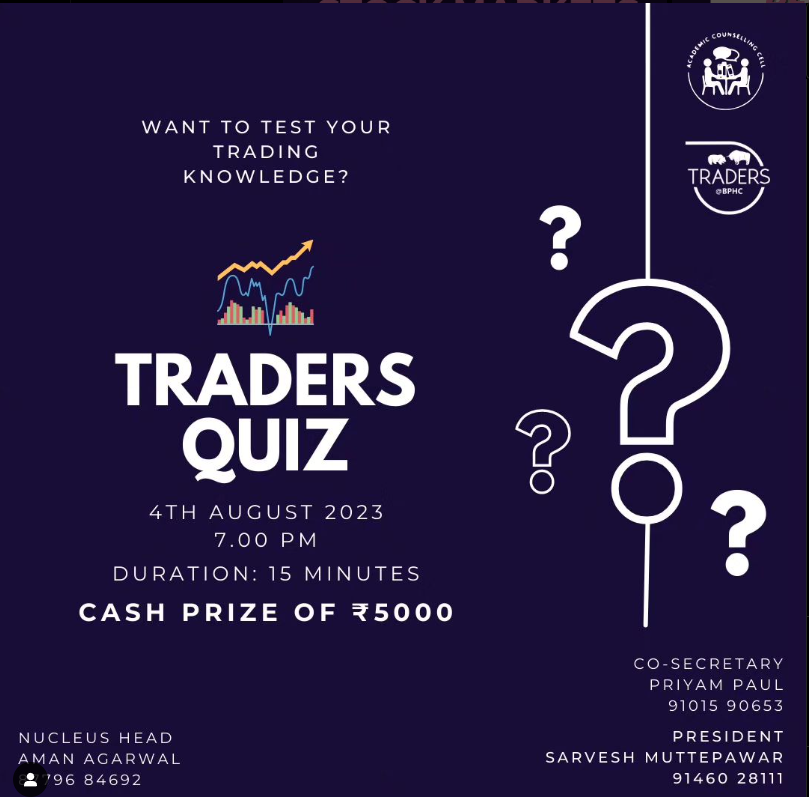 WANT TO TEST YOUR
TRADING
KNOWLEDGE?
TRADERS
QUIZ
4TH AUGUST 2023
7.00 PM
DURATION: 15 MINUTES
CASH PRIZE OF ₹5000
ACADEMIC COUNSELLING CELL
TRADERS
@BPHC
CO-SECRETARY
PRIYAM PAUL
91015 90653
PRESIDENT
SARVESH MUTTEPAWAR
91460 28111
NUCLEUS HEAD
AMAN AGARWAL
84692